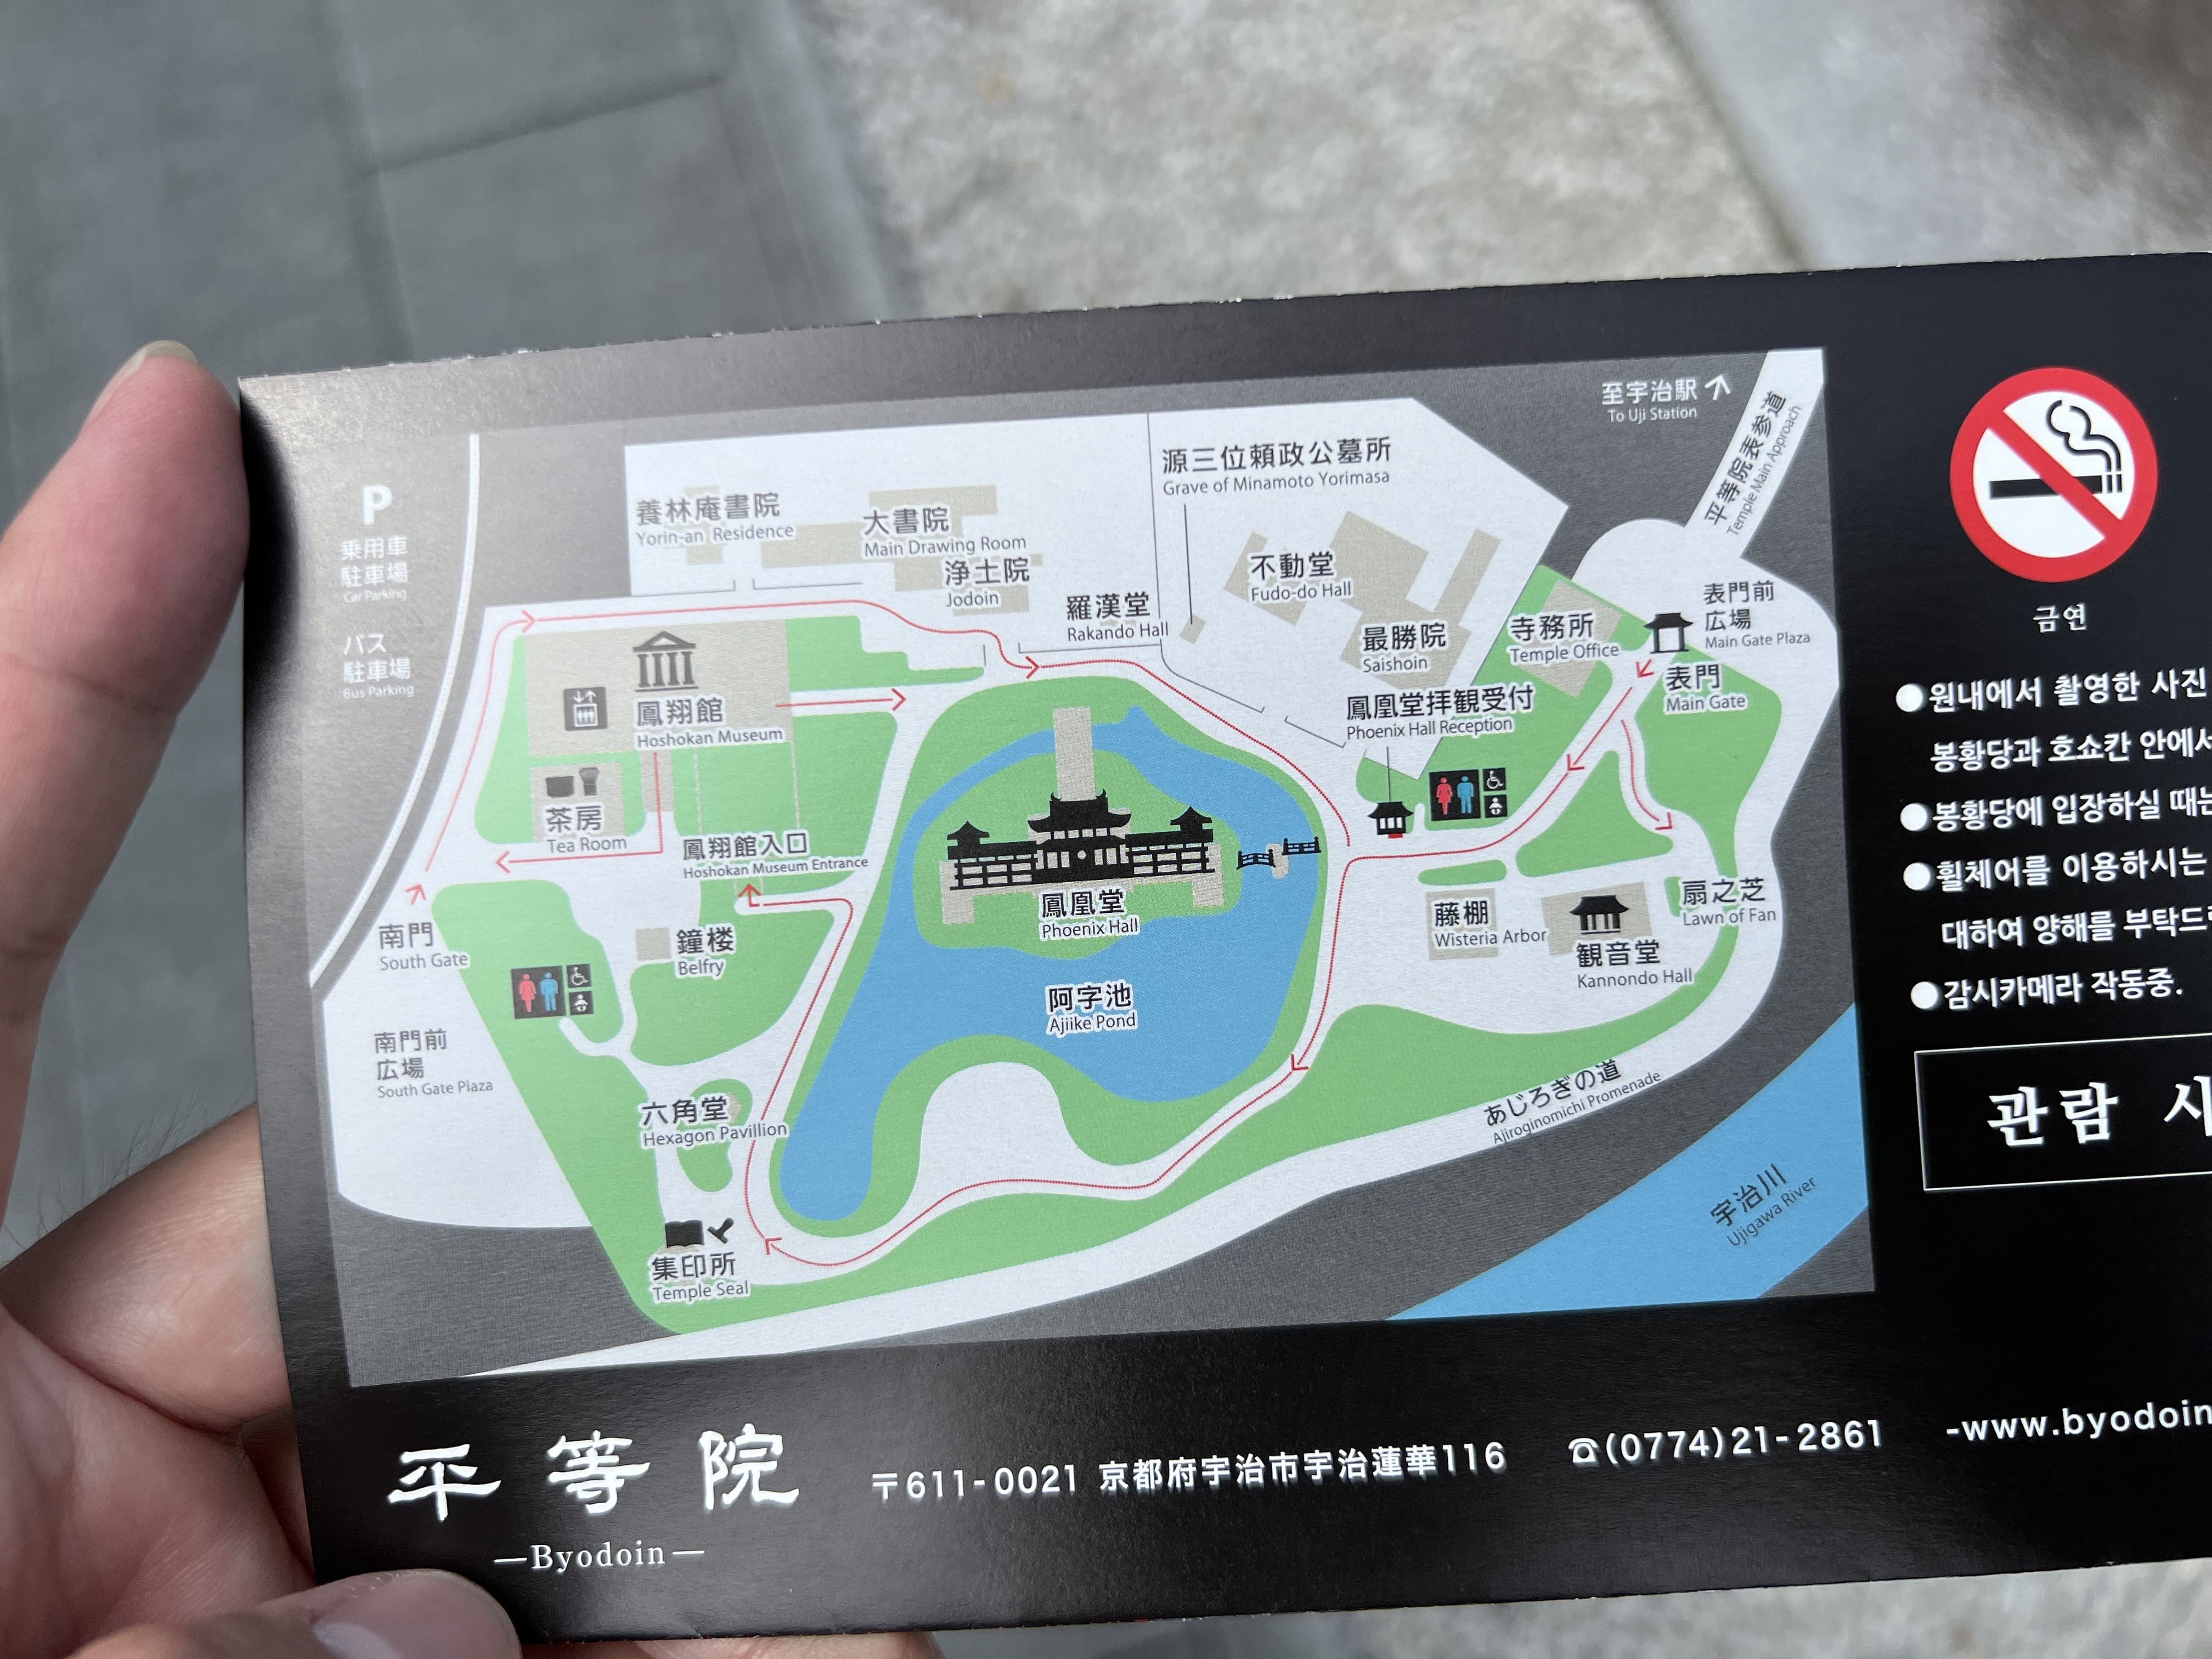 至宇治駅
To Uji Station
平等院表参道
Temple Main Approach
源三位頼政公墓所
Grave of Minamoto Yorimasa
P
乗用車
駐車場
Car Parking
バス
駐車場
Bus Parking
養林庵書院
Yorin-an Residence
大書院
Main Drawing Room
浄土院
Jodoin
羅漢堂
Rakando Hall
不動堂
Fudo-do Hall
最勝院
Saishoin
寺務所
Temple Office
表門前
広場
Main Gate Plaza
表門
Main Gate
鳳凰堂拝観受付
Phoenix Hall Reception
鳳翔館
Hoshokan Museum
茶房
Tea Room
鳳翔館入口
Hoshokan Museum Entrance
鳳凰堂
Phoenix Hall
藤棚
Wisteria Arbor
観音堂
Kannondo Hall
扇之芝
Lawn of Fan
南門
South Gate
鐘楼
Belfry
阿字池
Ajiike Pond
南門前
広場
South Gate Plaza
六角堂
Hexagon Pavillion
あじろぎの道
Ajiroginomichi Promenade
集印所
Temple Seal
宇治川
Ujigawa River
금연
●원내에서 촬영한 사진
봉황당과 호쇼칸 안에서
●봉황당에 입장하실 때는
●휠체어를 이용하시는
대하여 양해를 부탁드
●감시카메라 작동중.
관람
平等院
—Byodoin—
〒611-0021 京都府宇治市宇治蓮華116
☎(0774)21-2861
-www.byodoin